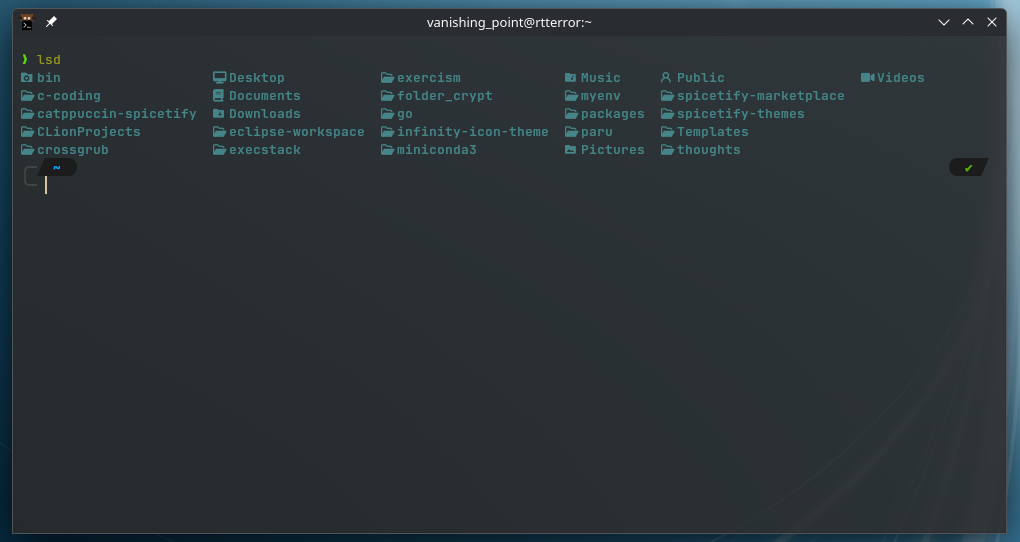 vanishing_point@rtterror:~
❯ lsd
bin Desktop exercism Music Public Videos
c-coding Documents folder_crypt myenv spicetify-marketplace
catppuccin-spicetify Downloads go packages spicetify-themes
CLionProjects eclipse-workspace infinity-icon-theme paru Templates
crossgrub execstack miniconda3 Pictures thoughts
~ ✔